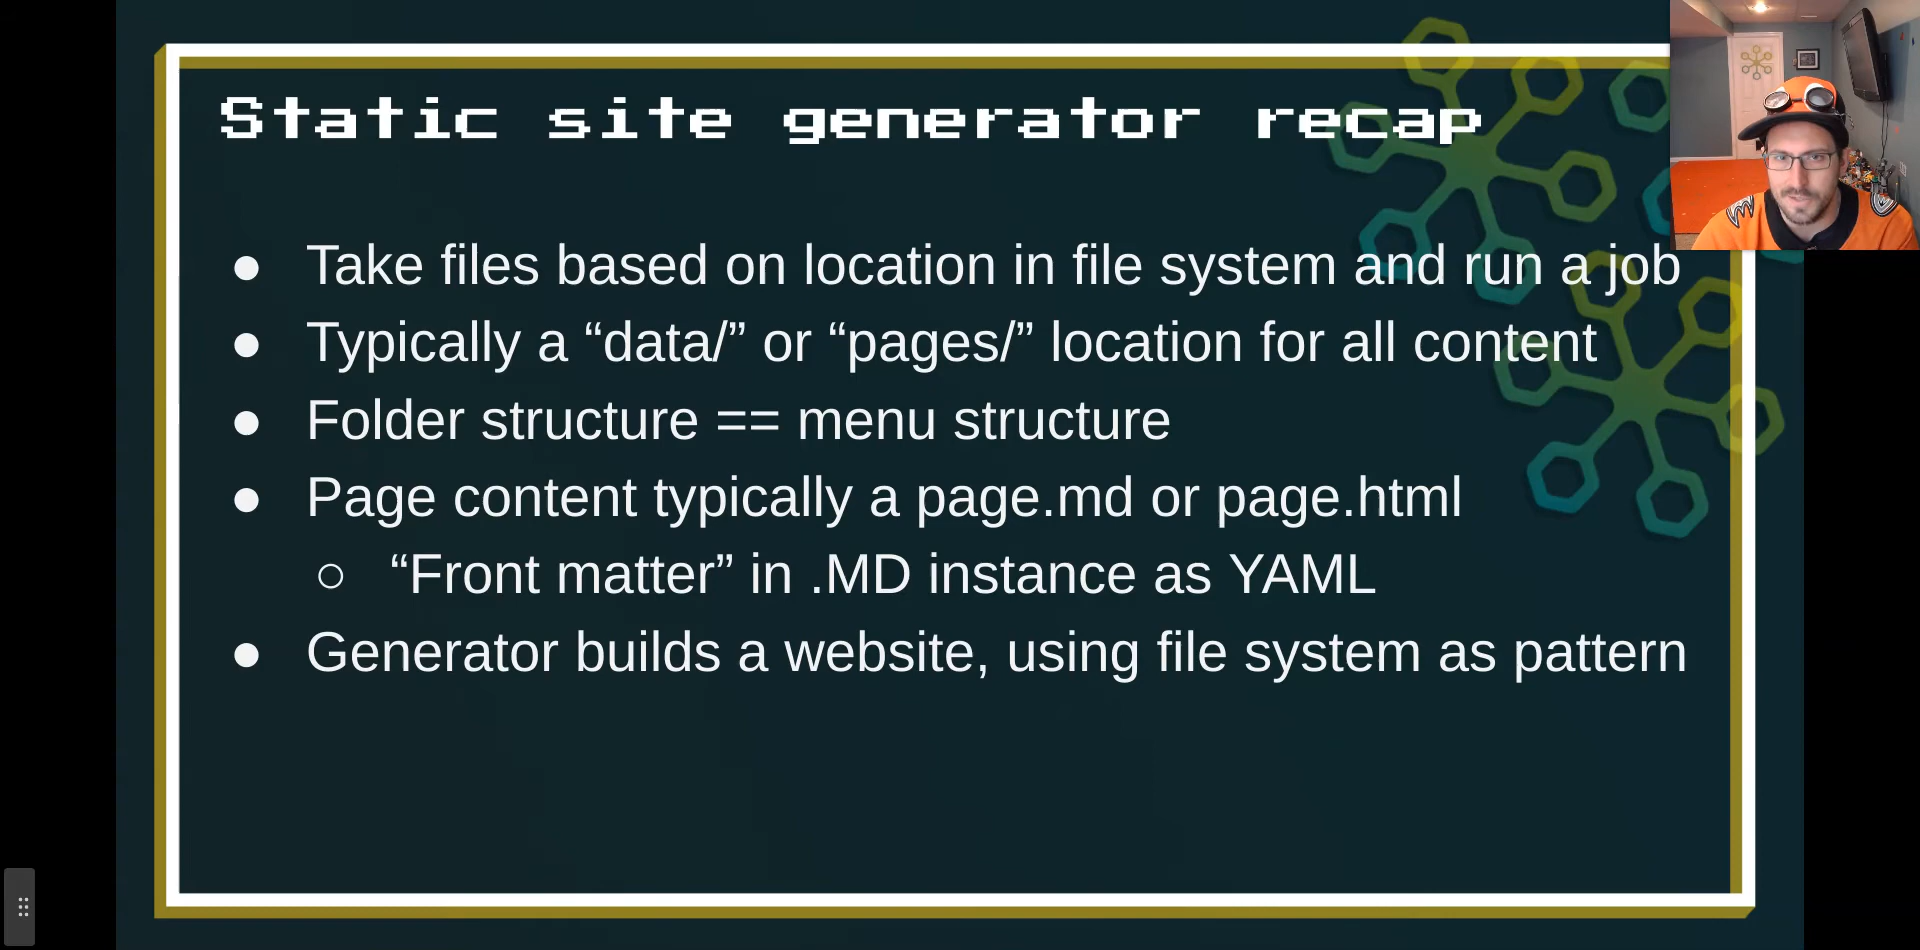 Static site generator recap
● Take files based on location in file system and run a job
● Typically a “data/” or “pages/” location for all content
● Folder structure == menu structure
● Page content typically a page.md or page.html
○ “Front matter” in .MD instance as YAML
● Generator builds a website, using file system as pattern